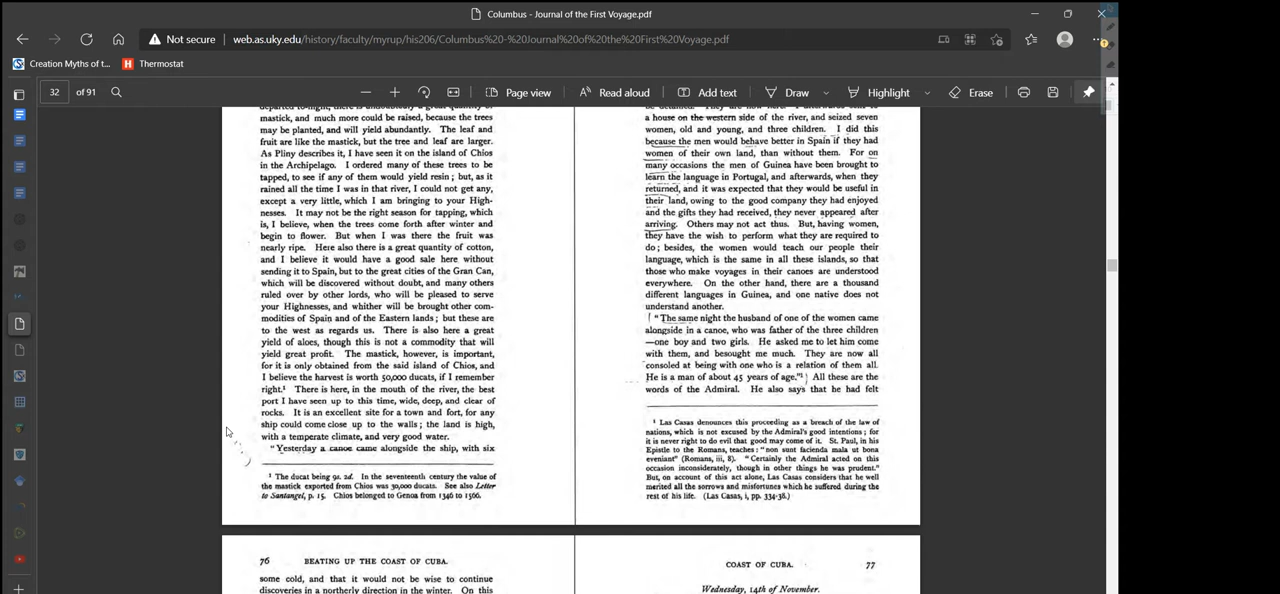 Columbus - Journal of the First Voyage.pdf
Not secure web.as.uky.edu/history/faculty/myrup/his206/Columbus%20-%20Journal%20of%20the%20First%20Voyage.pdf
Creation Myths of t... Thermostat
32 of 91 Page view Read aloud Add text Draw Highlight Erase
departed to-night, there is undoubtedly a great quantity of
mastick, and much more could be raised, because the trees
may be planted, and will yield abundantly. The leaf and
fruit are like the mastick, but the tree and leaf are larger.
As Pliny describes it, I have seen it on the island of Chios
in the Archipelago. I ordered many of these trees to be
tapped, to see if any of them would yield resin; but, as it
rained all the time I was in that river, I could not get any,
except a very little, which I am bringing to your High-
nesses. It may not be the right season for tapping, which
is, I believe, when the trees come forth after winter and
begin to flower. But when I was there the fruit was
nearly ripe. Here also there is a great quantity of cotton,
and I believe it would have a good sale here without
sending it to Spain, but to the great cities of the Gran Can,
which will be discovered without doubt, and many others
ruled over by other lords, who will be pleased to serve
your Highnesses, and whither will be brought other com-
modities of Spain and of the Eastern lands; but these are
to the west as regards us. There is also here a great
yield of aloes, though this is not a commodity that will
yield great profit. The mastick, however, is important,
for it is only obtained from the said island of Chios, and
I believe the harvest is worth 50,000 ducats, if I remember
right.¹ There is here, in the mouth of the river, the best
port I have seen up to this time, wide, deep, and clear of
rocks. It is an excellent site for a town and fort, for any
ship could come close up to the walls; the land is high,
with a temperate climate, and very good water.
"Yesterday a canoe came alongside the ship, with six
¹ The ducat being 9s. 2d. In the seventeenth century the value of
the mastick exported from Chios was 30,000 ducats. See also Letter
to Santangel, p. 15. Chios belonged to Genoa from 1346 to 1566.
be detained. They are now here. I afterwards sent to
a house on the western side of the river, and seized seven
women, old and young, and three children. I did this
because the men would behave better in Spain if they had
women of their own land, than without them. For on
many occasions the men of Guinea have been brought to
learn the language in Portugal, and afterwards, when they
returned, and it was expected that they would be useful in
their land, owing to the good company they had enjoyed
and the gifts they had received, they never appeared after
arriving. Others may not act thus. But, having women,
they have the wish to perform what they are required to
do; besides, the women would teach our people their
language, which is the same in all these islands, so that
those who make voyages in their canoes are understood
everywhere. On the other hand, there are a thousand
different languages in Guinea, and one native does not
understand another.
"The same night the husband of one of the women came
alongside in a canoe, who was father of the three children
—one boy and two girls. He asked me to let him come
with them, and besought me much. They are now all
consoled at being with one who is a relation of them all.
He is a man of about 45 years of age."¹ All these are the
words of the Admiral. He also says that he had felt
¹ Las Casas denounces this proceeding as a breach of the law of
nations, which is not excused by the Admiral's good intentions; for
it is never right to do evil that good may come of it. St. Paul, in his
Epistle to the Romans, teaches: "non sunt facienda mala ut bona
eveniant" (Romans, iii, 8). "Certainly the Admiral acted on this
occasion inconsiderately, though in other things he was prudent."
But, on account of this act alone, Las Casas considers that he well
merited all the sorrows and misfortunes which he suffered during the
rest of his life. (Las Casas, i, pp. 334-38.)
76 BEATING UP THE COAST OF CUBA.
some cold, and that it would not be wise to continue
discoveries in a northerly direction in the winter. On this
COAST OF CUBA. 77
Wednesday, 14th of November.